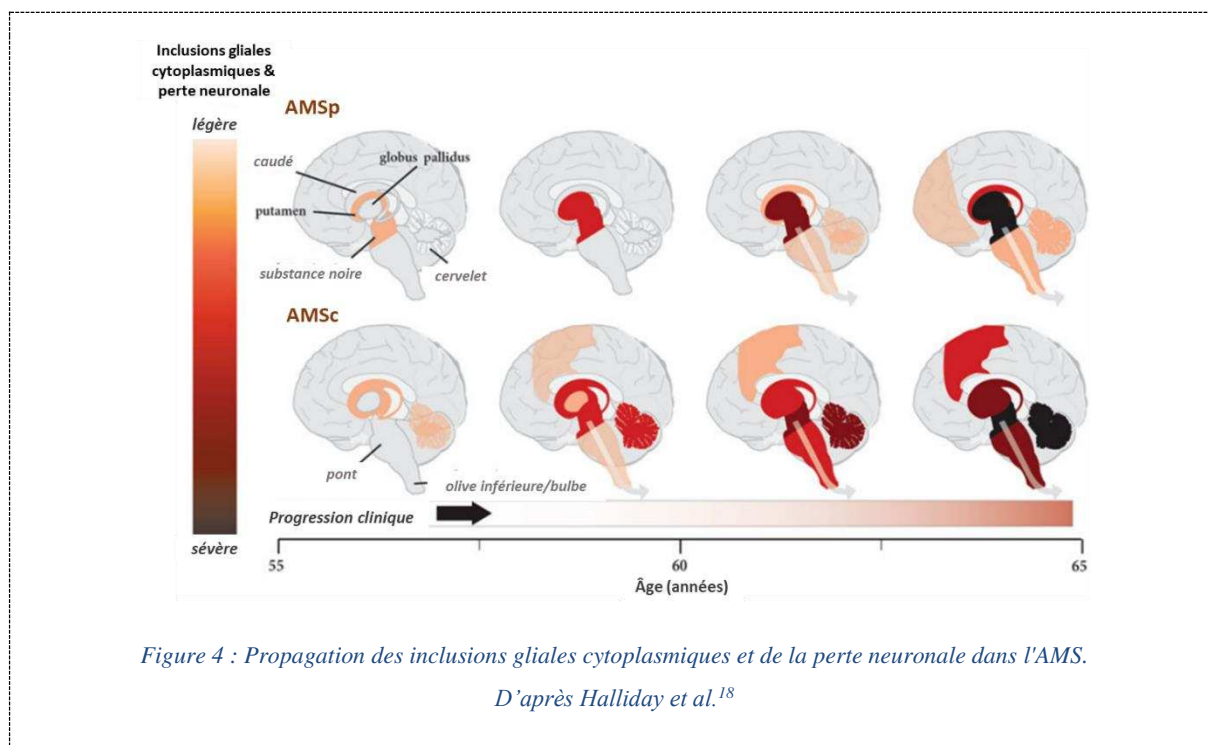 Inclusions gliales
cytoplasmiques &
perte neuronale
légère
sévère
AMSp
caudé
globus pallidus
putamen
substance noire
cervelet
AMSc
pont
olive inférieure/bulbe
Progression clinique
55
60
65
Âge (années)
Figure 4 : Propagation des inclusions gliales cytoplasmiques et de la perte neuronale dans l'AMS.
D’après Halliday et al.18